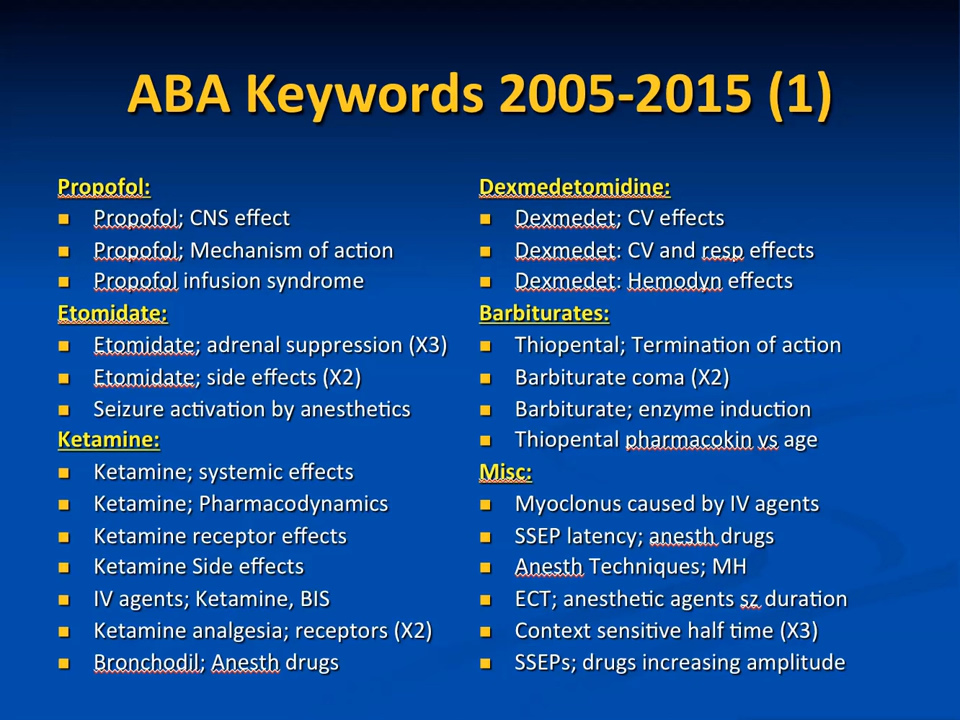 ABA Keywords 2005-2015 (1)
Propofol:
Propofol; CNS effect
Propofol; Mechanism of action
Propofol infusion syndrome
Etomidate:
Etomidate; adrenal suppression (X3)
Etomidate; side effects (X2)
Seizure activation by anesthetics
Ketamine:
Ketamine; systemic effects
Ketamine; Pharmacodynamics
Ketamine receptor effects
Ketamine Side effects
IV agents; Ketamine, BIS
Ketamine analgesia; receptors (X2)
Bronchodil; Anesth drugs
Dexmedetomidine:
Dexmedet; CV effects
Dexmedet: CV and resp effects
Dexmedet: Hemodyn effects
Barbiturates:
Thiopental; Termination of action
Barbiturate coma (X2)
Barbiturate; enzyme induction
Thiopental pharmacokin vs age
Misc:
Myoclonus caused by IV agents
SSEP latency; anesth drugs
Anesth Techniques; MH
ECT; anesthetic agents sz duration
Context sensitive half time (X3)
SSEPs; drugs increasing amplitude